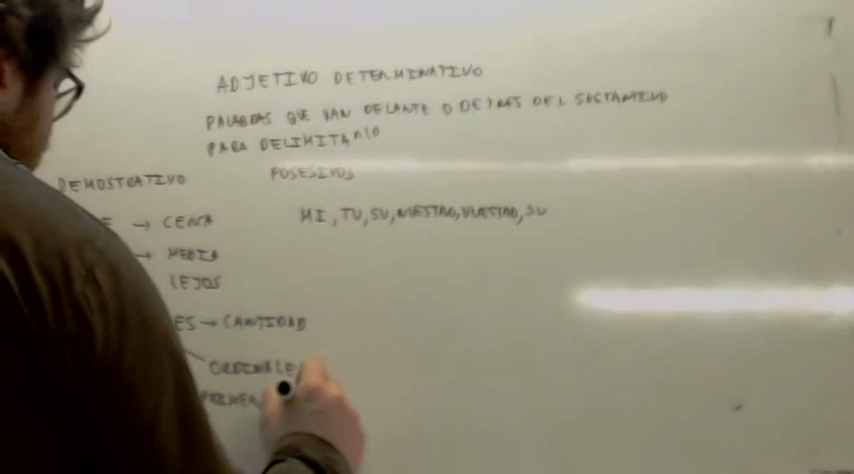 ADJETIVO DETERMINATIVO
PALABRAS QUE VAN DELANTE O DETRAS DEL SUSTANTIVO
PARA DELIMITARLO
DEMOSTRATIVO POSESIVOS
E → CERCA MI, TU, SU, NUESTRO, VUESTRO, SU
→ MEDIA
LEJOS
ES → CANTIDAD